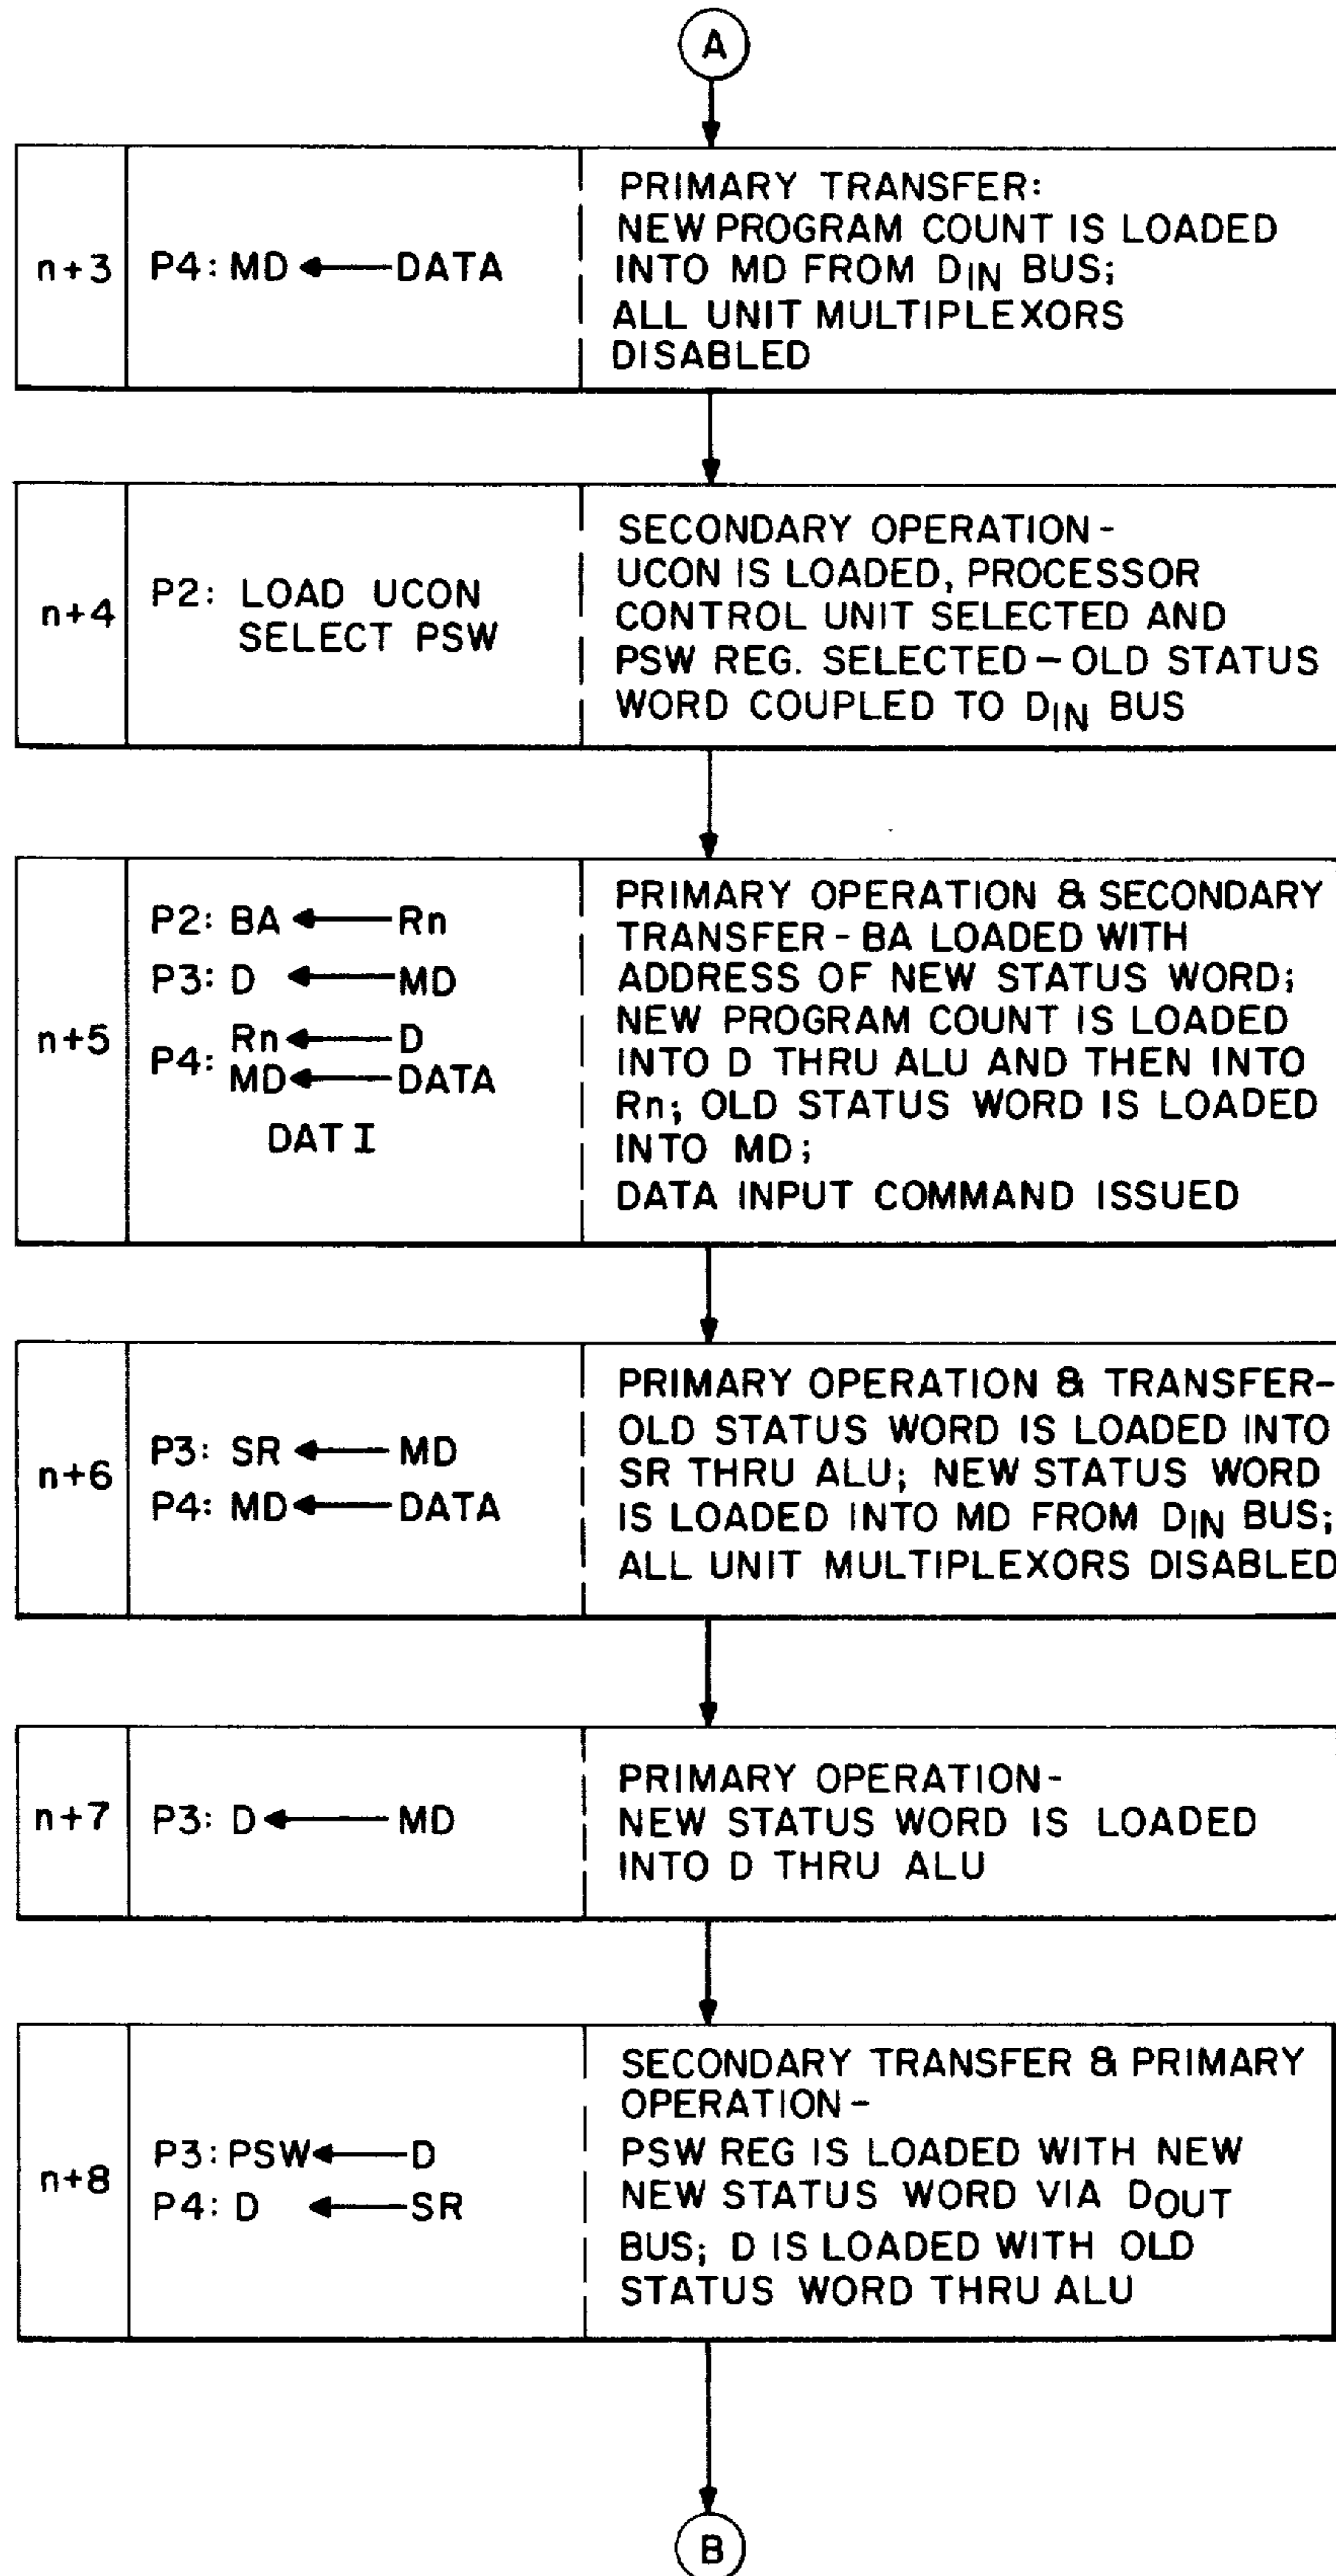 A
n+3
P4: MD ← DATA
PRIMARY TRANSFER:
NEW PROGRAM COUNT IS LOADED
INTO MD FROM DIN BUS;
ALL UNIT MULTIPLEXORS
DISABLED
n+4
P2: LOAD UCON
SELECT PSW
SECONDARY OPERATION-
UCON IS LOADED, PROCESSOR
CONTROL UNIT SELECTED AND
PSW REG. SELECTED-OLD STATUS
WORD COUPLED TO DIN BUS
n+5
P2: BA ← Rn
P3: D ← MD
P4: Rn ← D
MD ← DATA
DATI
PRIMARY OPERATION & SECONDARY
TRANSFER-BA LOADED WITH
ADDRESS OF NEW STATUS WORD;
NEW PROGRAM COUNT IS LOADED
INTO D THRU ALU AND THEN INTO
Rn; OLD STATUS WORD IS LOADED
INTO MD;
DATA INPUT COMMAND ISSUED
n+6
P3: SR ← MD
P4: MD ← DATA
PRIMARY OPERATION & TRANSFER-
OLD STATUS WORD IS LOADED INTO
SR THRU ALU; NEW STATUS WORD
IS LOADED INTO MD FROM DIN BUS;
ALL UNIT MULTIPLEXORS DISABLED
n+7
P3: D ← MD
PRIMARY OPERATION-
NEW STATUS WORD IS LOADED
INTO D THRU ALU
n+8
P3: PSW ← D
P4: D ← SR
SECONDARY TRANSFER & PRIMARY
OPERATION-
PSW REG IS LOADED WITH NEW
NEW STATUS WORD VIA DOUT
BUS; D IS LOADED WITH OLD
STATUS WORD THRU ALU
B